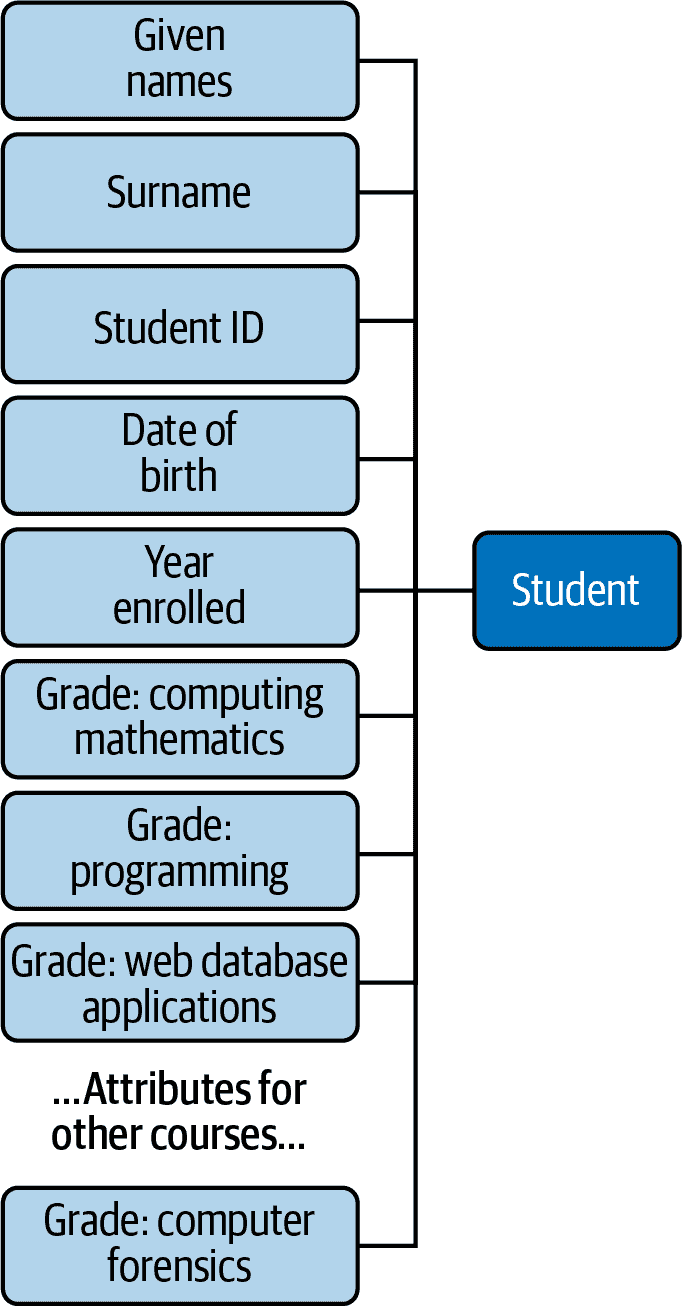 Given
names
Surname
Student ID
Date of
birth
Year
enrolled
Student
Grade: computing
mathematics
Grade:
programming
Grade: web database
applications
...Attributes for
other courses...
Grade: computer
forensics